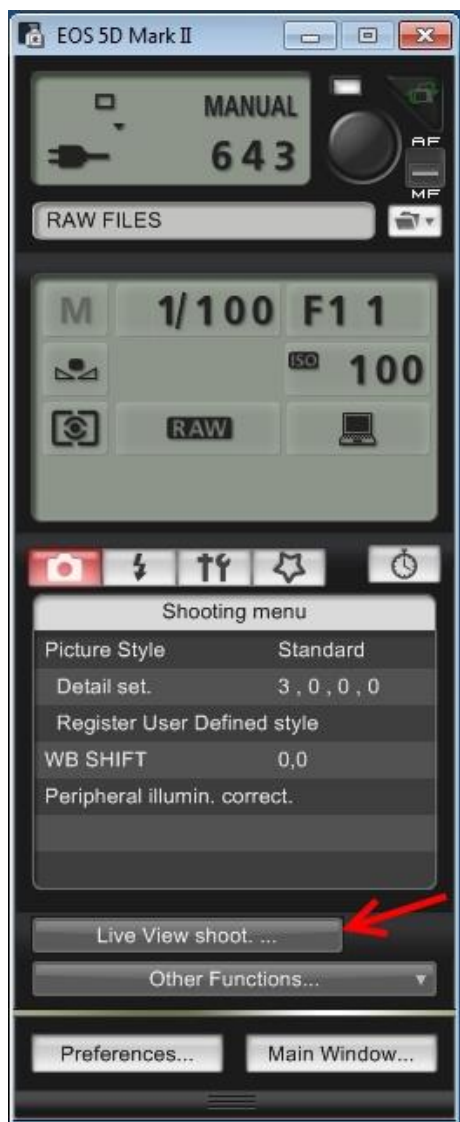 EOS 5D Mark II
MANUAL
643
AF
MF
RAW FILES
M 1/100 F11
ISO 100
RAW
Shooting menu
Picture Style Standard
Detail set. 3 , 0 , 0 , 0
Register User Defined style
WB SHIFT 0,0
Peripheral illumin. correct.
Live View shoot. ...
Other Functions...
Preferences... Main Window...